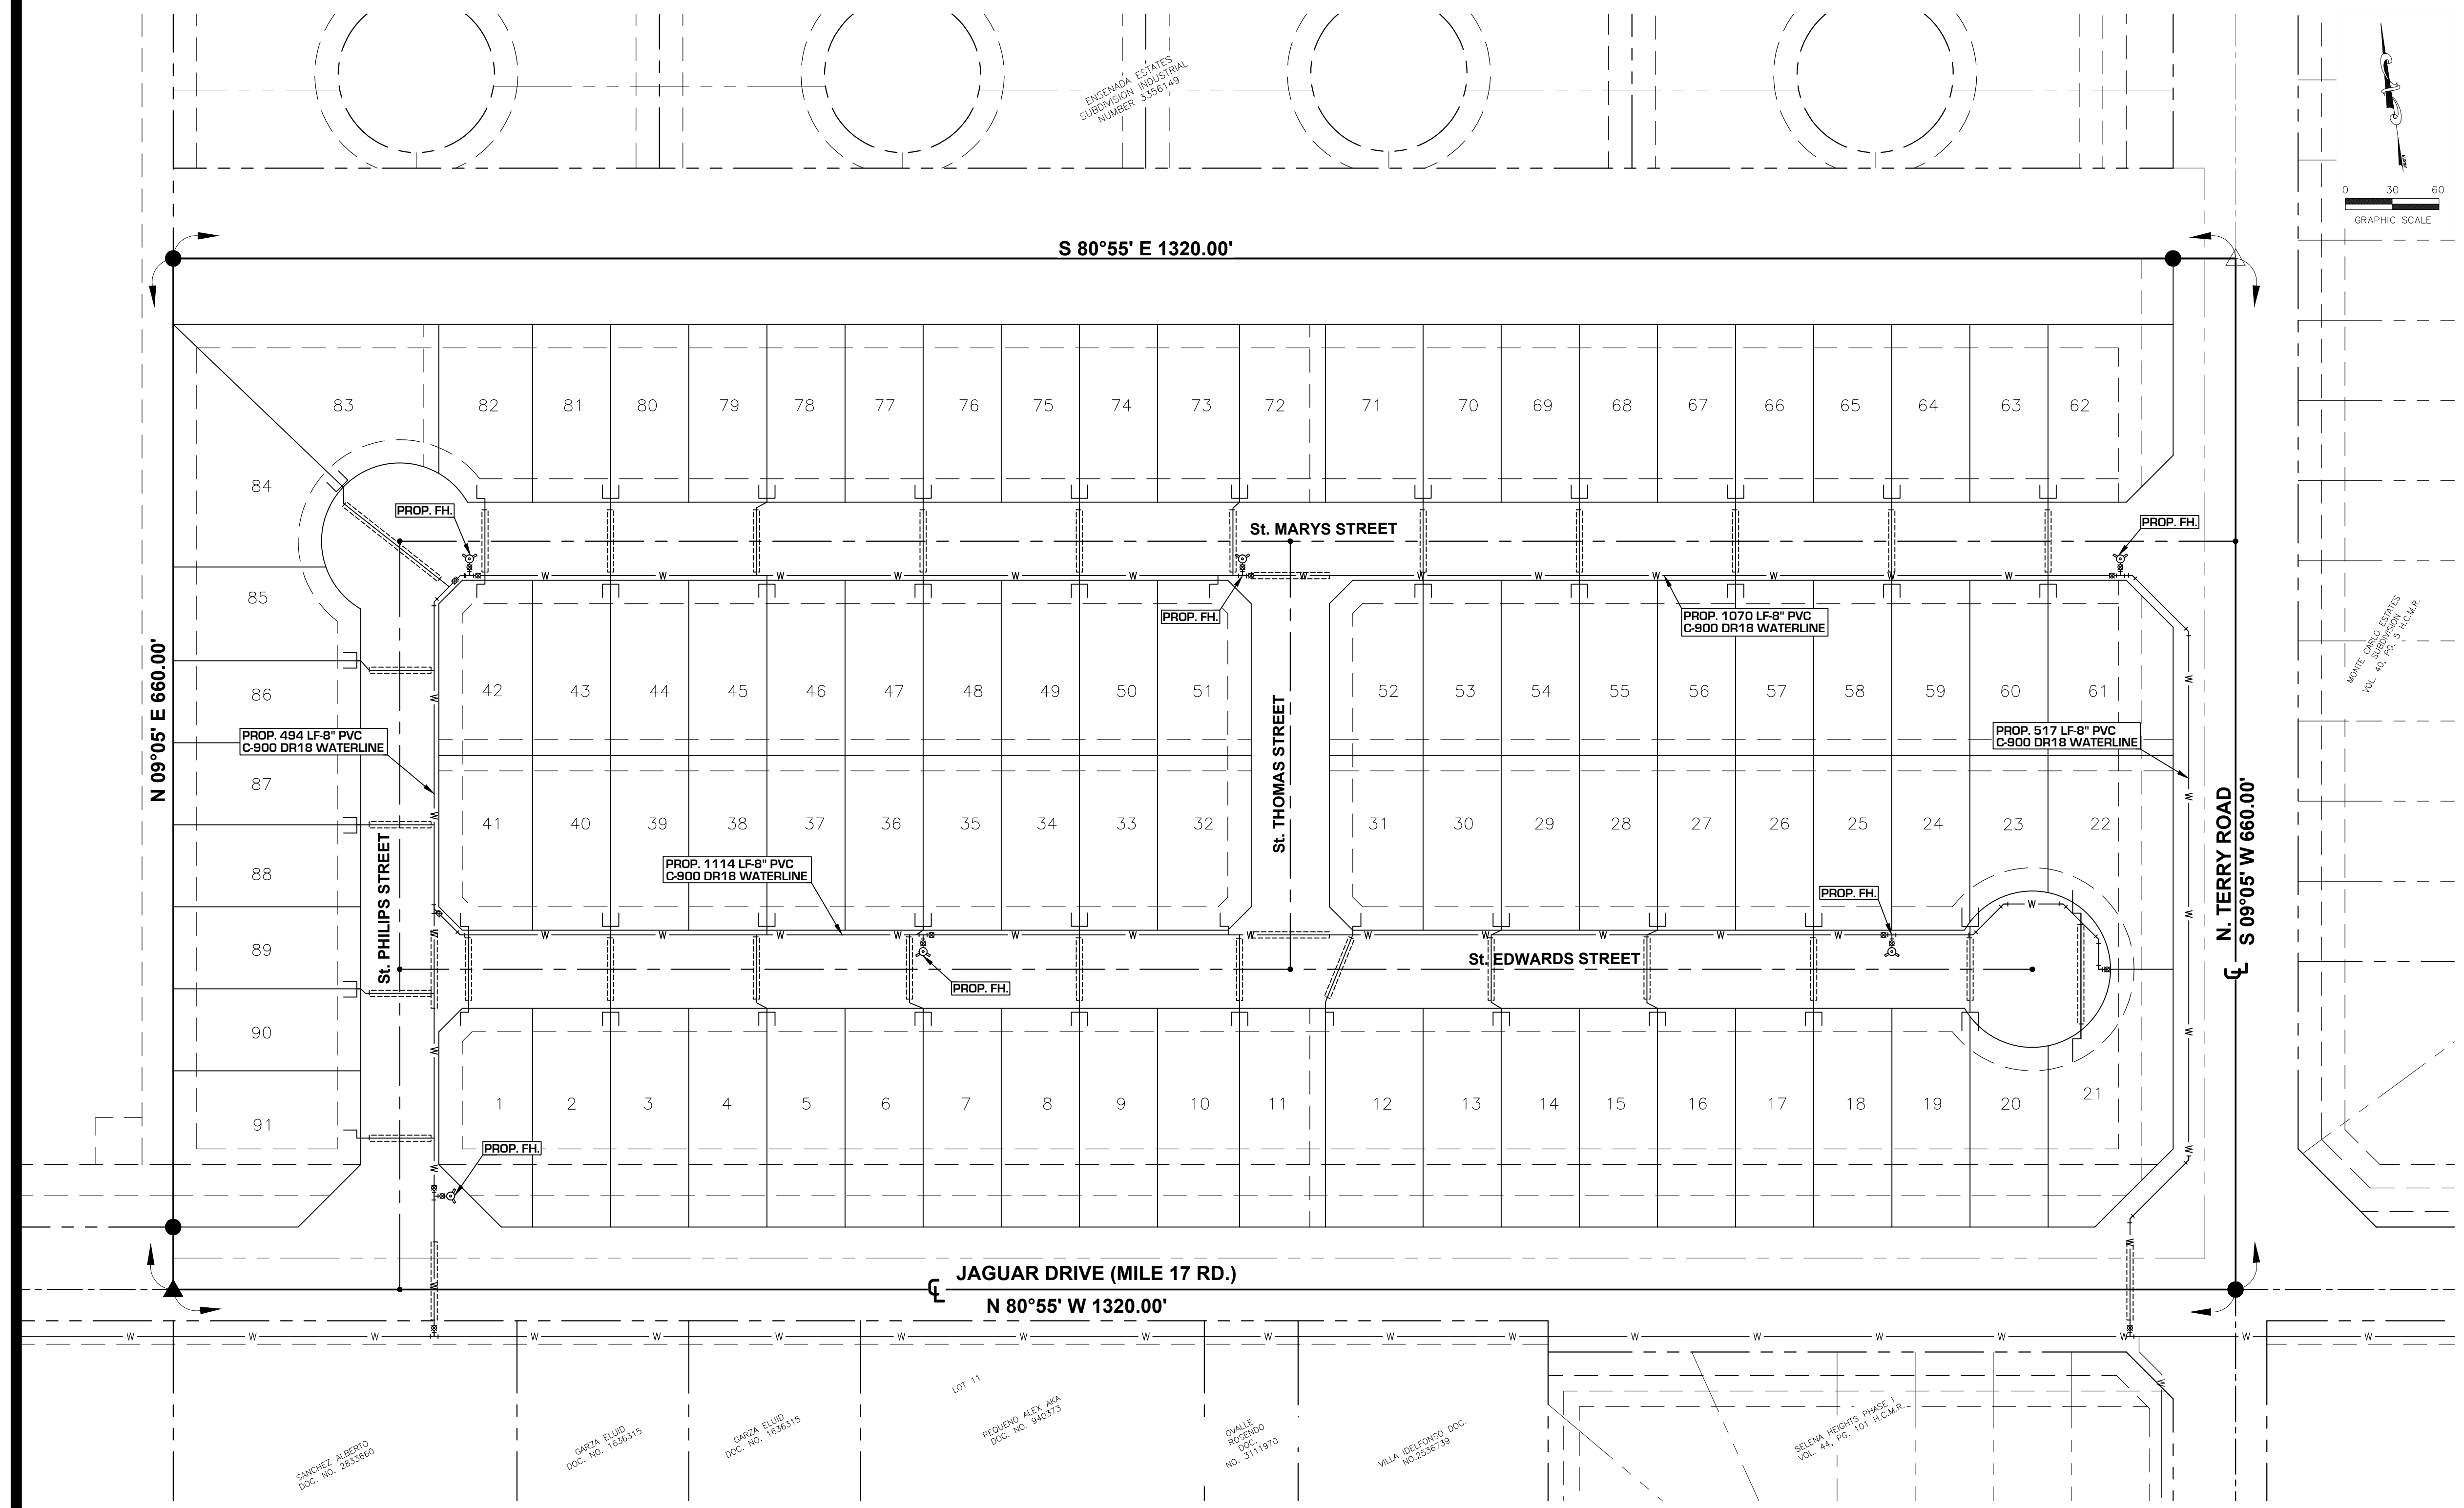 ENSENADA ESTATES
SUBDIVISION INDUSTRIAL
NUMBER 3356149
0 30 60
GRAPHIC SCALE
S 80°55' E 1320.00'
83 82 81 80 79 78 77 76 75 74 73 72 71 70 69 68 67 66 65 64 63 62
84
PROP. FH.
St. MARYS STREET
PROP. FH.
W W W W W W W W W W W W
85
PROP. FH.
PROP. 1070 LF-8" PVC
C-900 DR18 WATERLINE
MONTE CARLO ESTATES
SUBDIVISION
VOL. 40, PG. 5 H.C.M.R.
N 09°05' E 660.00'
86 42 43 44 45 46 47 48 49 50 51 52 53 54 55 56 57 58 59 60 61
W
W
PROP. 494 LF-8" PVC
C-900 DR18 WATERLINE
St. THOMAS STREET
PROP. 517 LF-8" PVC
C-900 DR18 WATERLINE
87
W
W
41 40 39 38 37 36 35 34 33 32 31 30 29 28 27 26 25 24 23 22
N. TERRY ROAD
S 09°05' W 660.00'
St. PHILIPS STREET
88
PROP. 1114 LF-8" PVC
C-900 DR18 WATERLINE
PROP. FH.
W
W
89
W W W W W W W W W W W W W
St. EDWARDS STREET
PROP. FH.
90
W
W
91 1 2 3 4 5 6 7 8 9 10 11 12 13 14 15 16 17 18 19 20 21
PROP. FH.
W
W
W
W
JAGUAR DRIVE (MILE 17 RD.)
N 80°55' W 1320.00'
W W W W W W W W W W W W W W W W W W W
W
LOT 11
SANCHEZ ALBERTO
DOC. NO. 2833660
GARZA ELUID
DOC. NO. 1636315
GARZA ELUID
DOC. NO. 1636315
PEQUENO ALEX AKA
DOC. NO. 940373
OVALLE
ROSENDO
DOC.
NO. 3111970
VILLA IDELFONSO DOC.
NO.2536739
SELENA HEIGHTS PHASE I
VOL. 44, PG. 101 H.C.M.R.